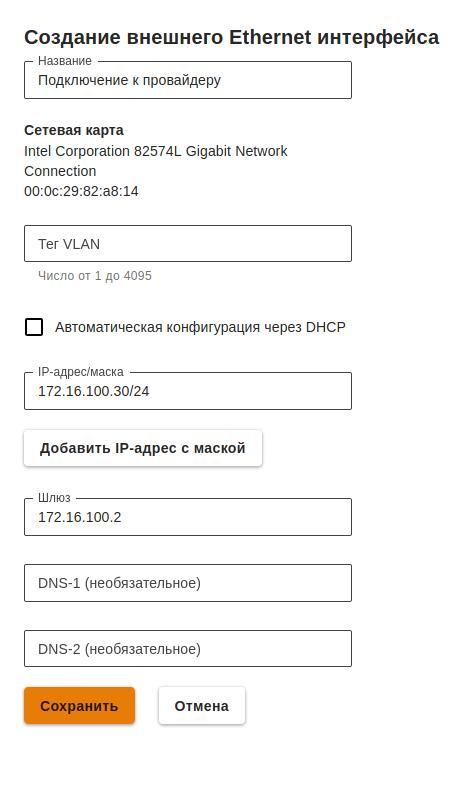 Создание внешнего Ethernet интерфейса
Название
Подключение к провайдеру
Сетевая карта
Intel Corporation 82574L Gigabit Network
Connection
00:0c:29:82:a8:14
Тег VLAN
Число от 1 до 4095
Автоматическая конфигурация через DHCP
IP-адрес/маска
172.16.100.30/24
Добавить IP-адрес с маской
Шлюз
172.16.100.2
DNS-1 (необязательное)
DNS-2 (необязательное)
Сохранить
Отмена